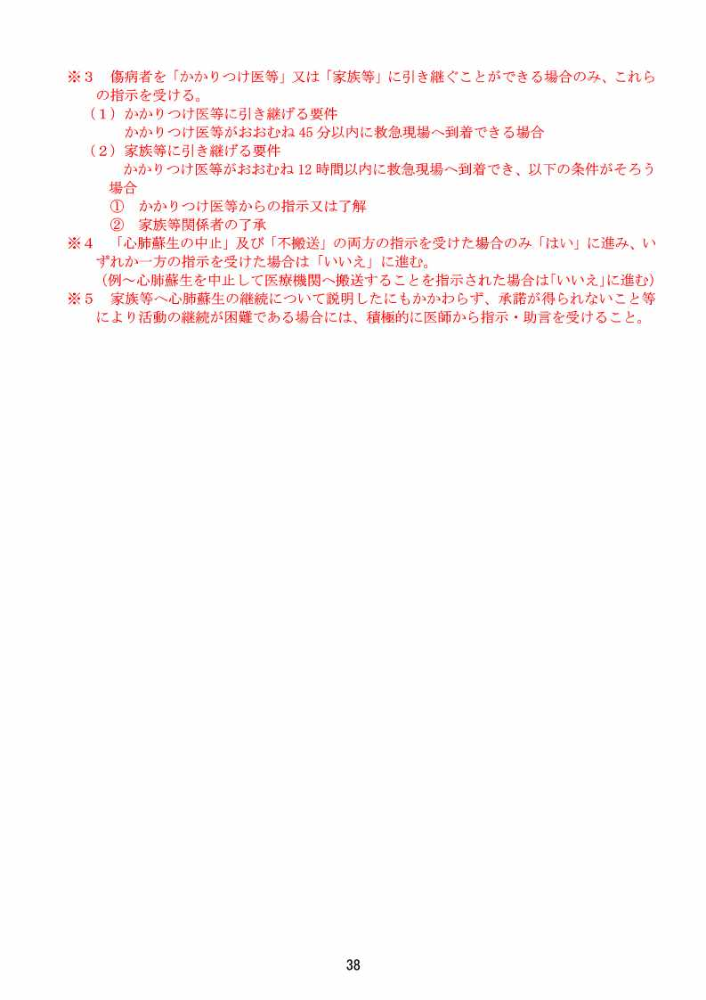 ※３　傷病者を「かかりつけ医等」又は「家族等」に引き継ぐことができる場合のみ、これら
の指示を受ける。
（１）かかりつけ医等に引き継げる要件
かかりつけ医等がおおむね 45 分以内に救急現場へ到着できる場合
（２）家族等に引き継げる要件
かかりつけ医等がおおむね 12 時間以内に救急現場へ到着でき、以下の条件がそろう
場合
①　かかりつけ医等からの指示又は了解
②　家族等関係者の了承
※４　「心肺蘇生の中止」及び「不搬送」の両方の指示を受けた場合のみ「はい」に進み、い
ずれか一方の指示を受けた場合は「いいえ」に進む。
（例～心肺蘇生を中止して医療機関へ搬送することを指示された場合は「いいえ」に進む）
※５　家族等へ心肺蘇生の継続について説明したにもかかわらず、承諾が得られないこと等
により活動の継続が困難である場合には、積極的に医師から指示・助言を受けること。
38